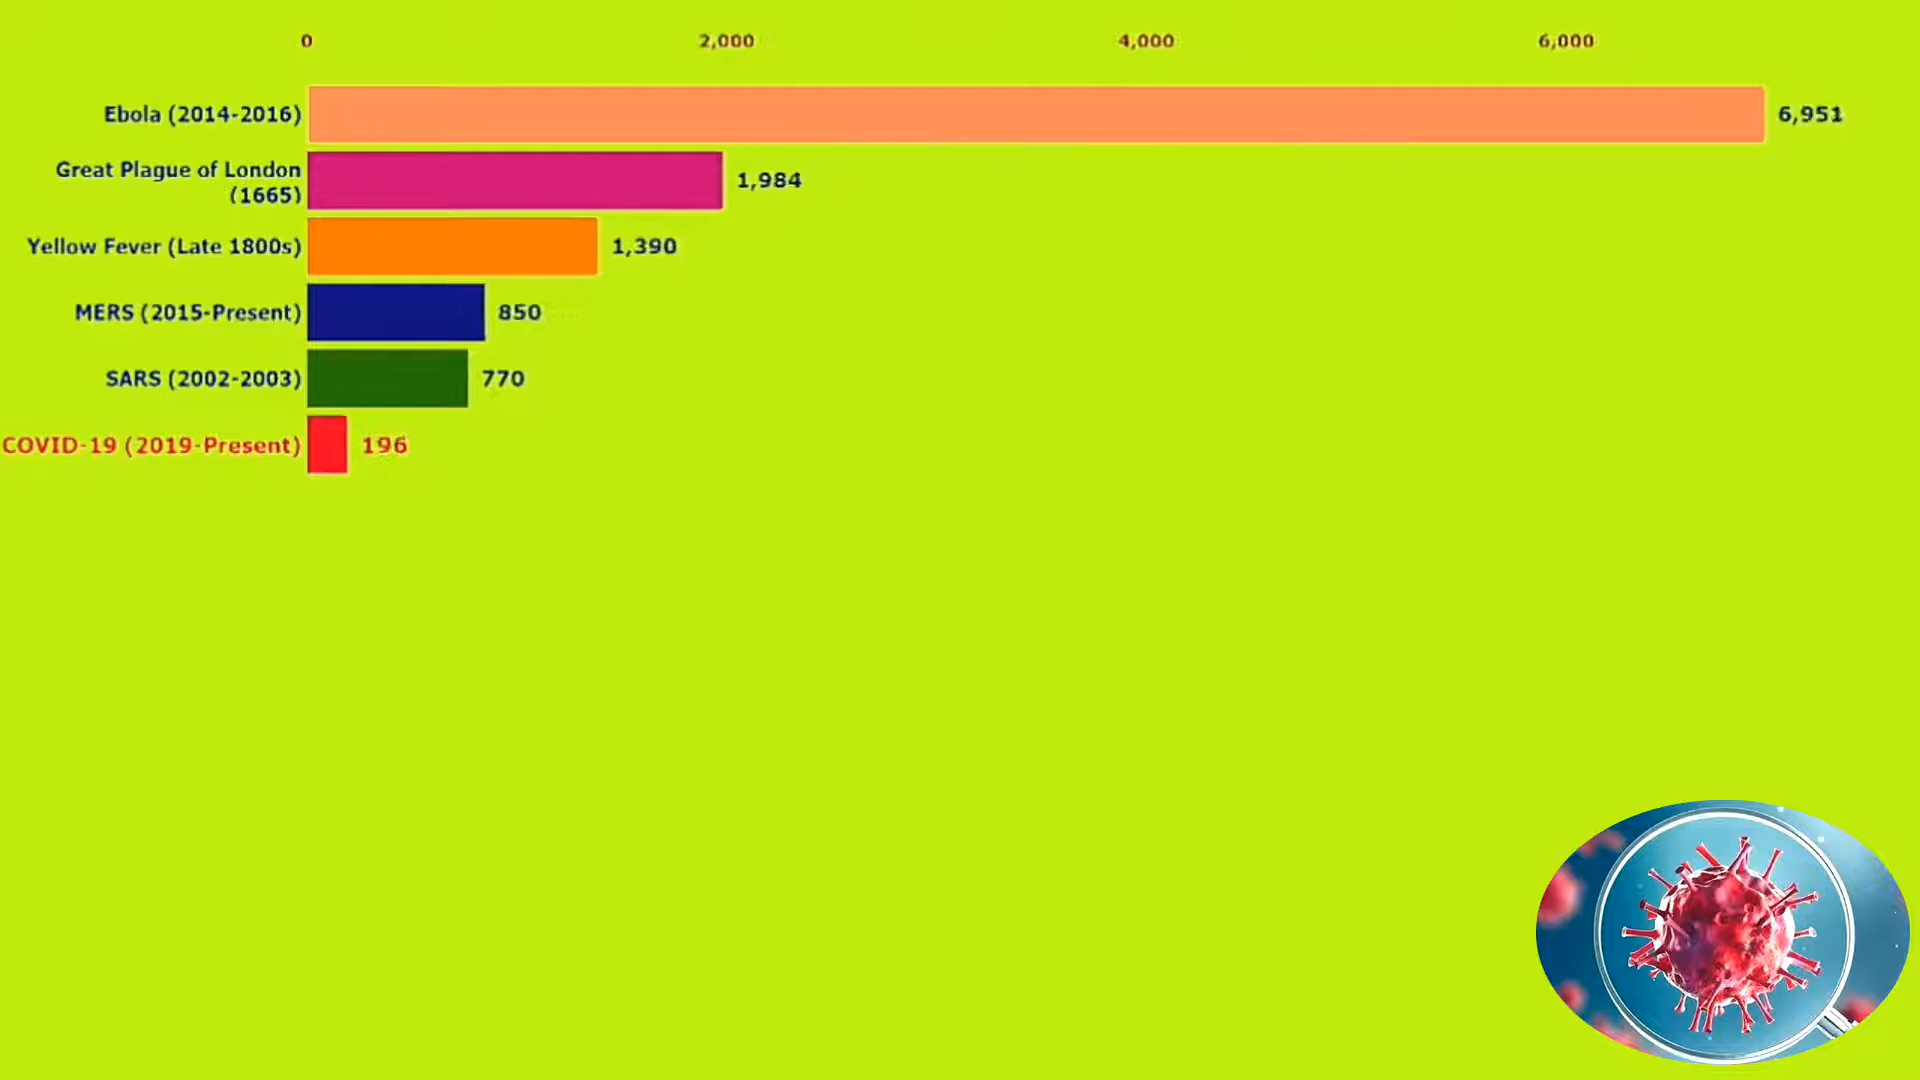 0 2,000 4,000 6,000
Ebola (2014-2016) 6,951
Great Plague of London
(1665) 1,984
Yellow Fever (Late 1800s) 1,390
MERS (2015-Present) 850
SARS (2002-2003) 770
COVID-19 (2019-Present) 196